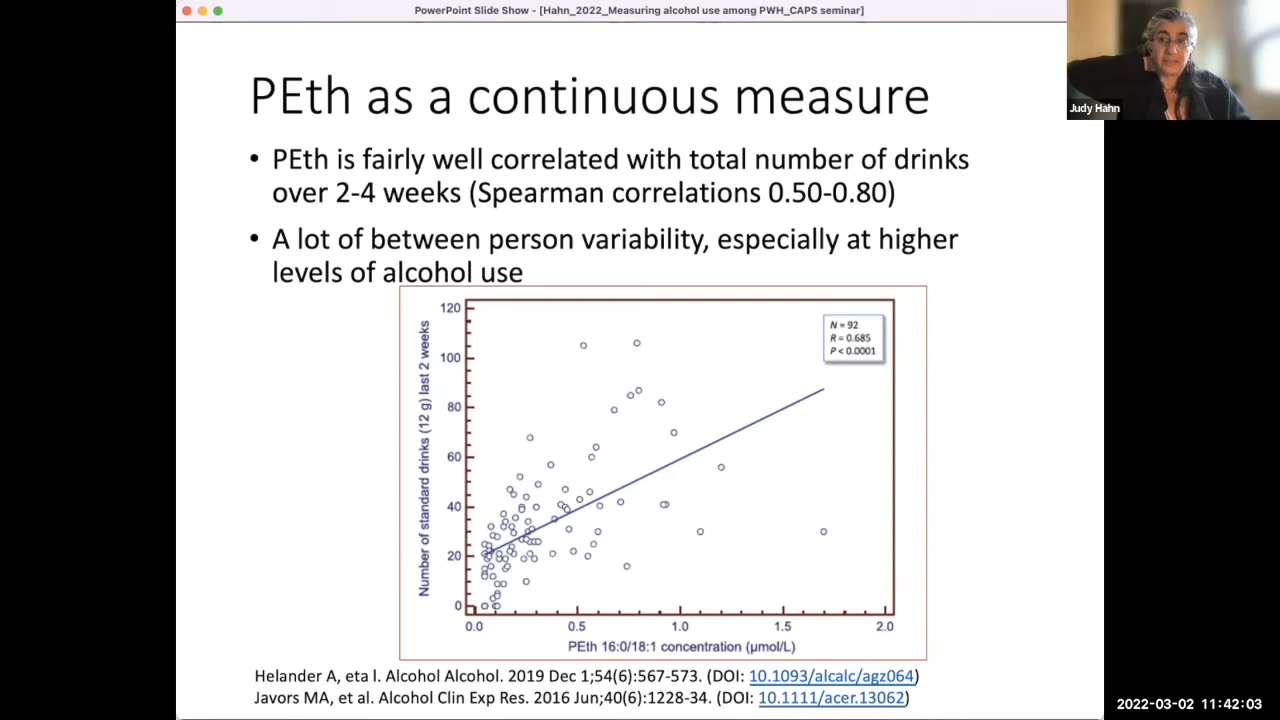 PowerPoint Slide Show - [Hahn_2022_Measuring alcohol use among PWH_CAPS seminar]
Judy Hahn
PEth as a continuous measure
• PEth is fairly well correlated with total number of drinks
over 2-4 weeks (Spearman correlations 0.50-0.80)
• A lot of between person variability, especially at higher
levels of alcohol use
Number of standard drinks (12 g) last 2 weeks
120
100
80
60
40
20
0
N = 92
R = 0.685
P < 0.0001
0.0 0.5 1.0 1.5 2.0
PEth 16:0/18:1 concentration (µmol/L)
Helander A, eta l. Alcohol Alcohol. 2019 Dec 1;54(6):567-573. (DOI: 10.1093/alcalc/agz064)
Javors MA, et al. Alcohol Clin Exp Res. 2016 Jun;40(6):1228-34. (DOI: 10.1111/acer.13062)
2022-03-02 11:42:03